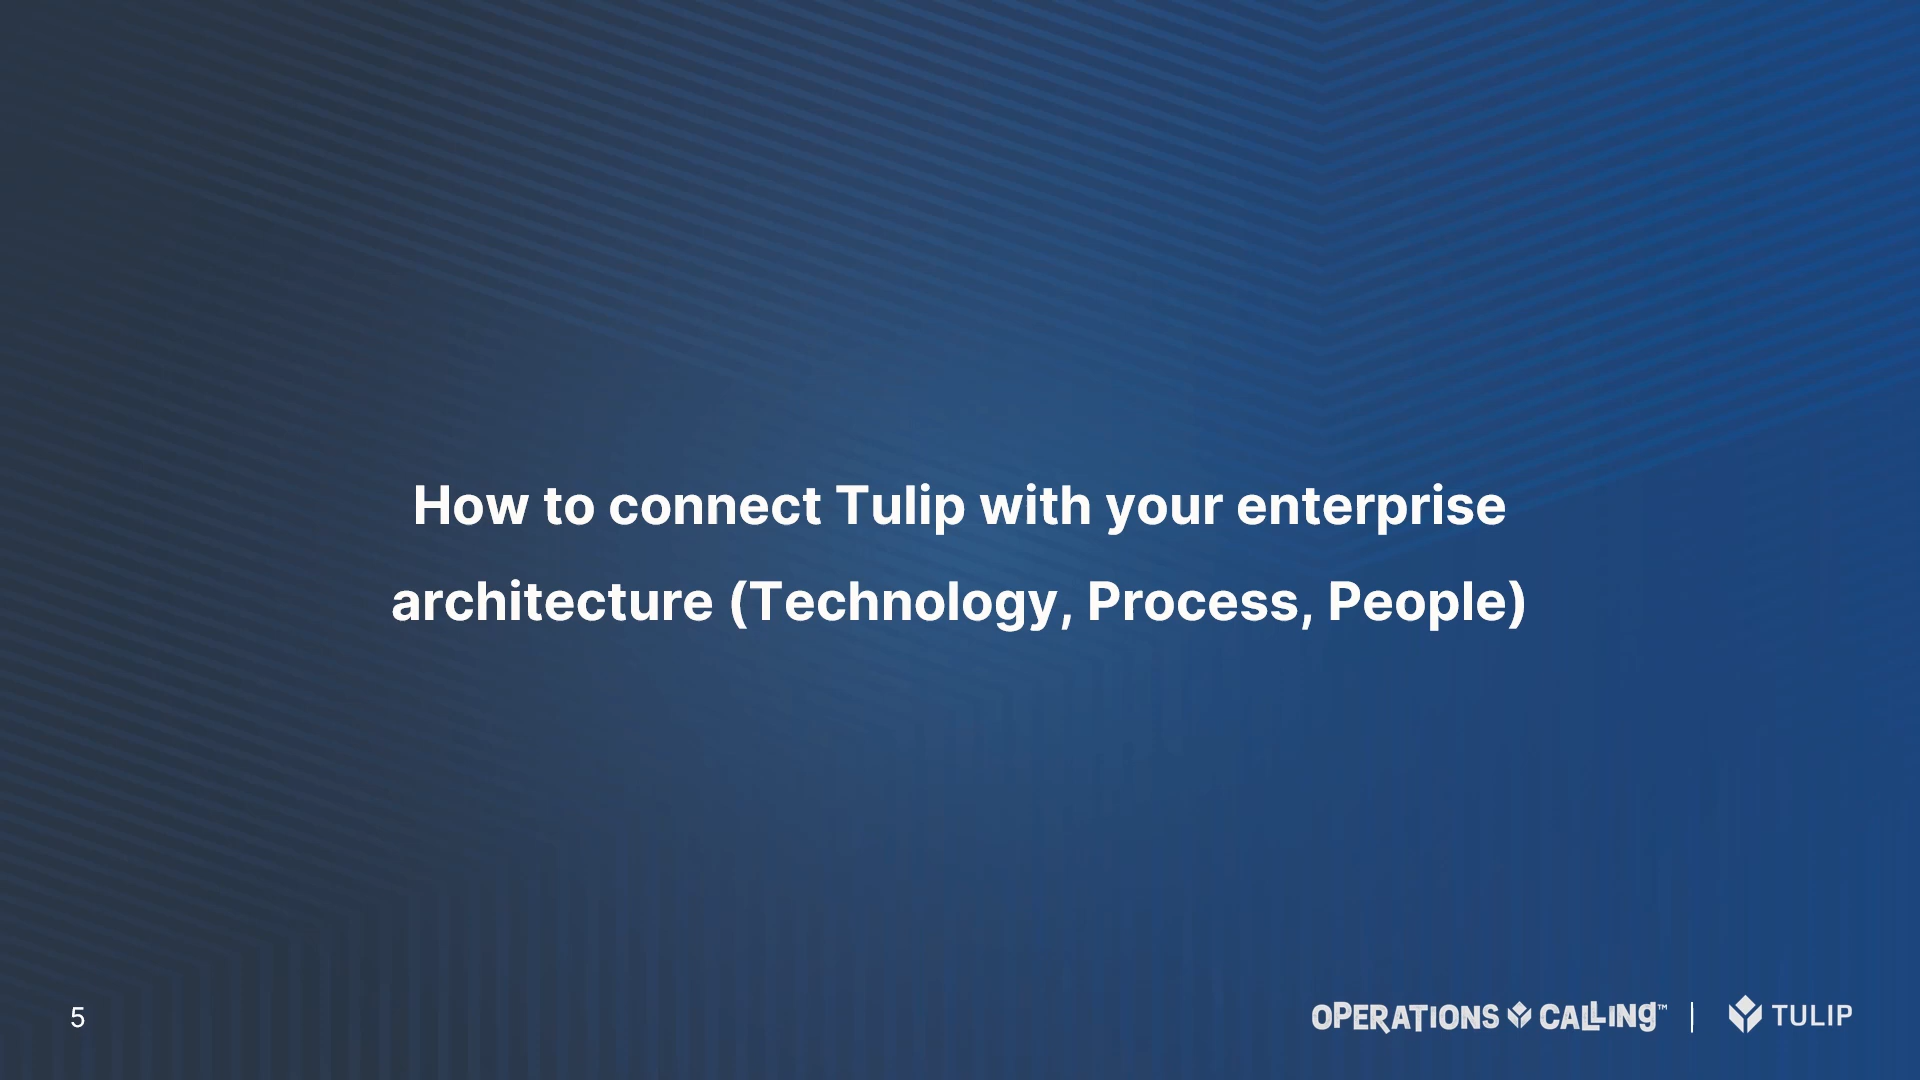 How to connect Tulip with your enterprise
architecture (Technology, Process, People)
5
OPERATIONS CALLING™ | TULIP